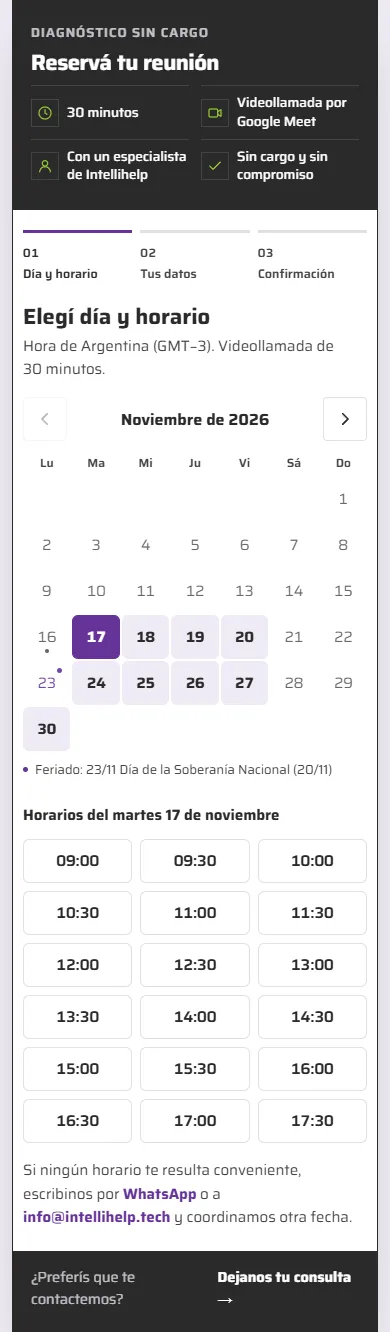 DIAGNÓSTICO SIN CARGO
Reservá tu reunión
30 minutos
Videollamada por
Google Meet
Con un especialista
de Intellihelp
Sin cargo y sin
compromiso
01
Día y horario
02
Tus datos
03
Confirmación
Elegí día y horario
Hora de Argentina (GMT−3). Videollamada de
30 minutos.
Noviembre de 2026
Lu Ma Mi Ju Vi Sá Do
1
2 3 4 5 6 7 8
9 10 11 12 13 14 15
16 17 18 19 20 21 22
23 24 25 26 27 28 29
30
Feriado: 23/11 Día de la Soberanía Nacional (20/11)
Horarios del martes 17 de noviembre
09:00 09:30 10:00
10:30 11:00 11:30
12:00 12:30 13:00
13:30 14:00 14:30
15:00 15:30 16:00
16:30 17:00 17:30
Si ningún horario te resulta conveniente,
escribinos por WhatsApp o a
info@intellihelp.tech y coordinamos otra fecha.
¿Preferís que te
contactemos?
Dejanos tu consulta
→